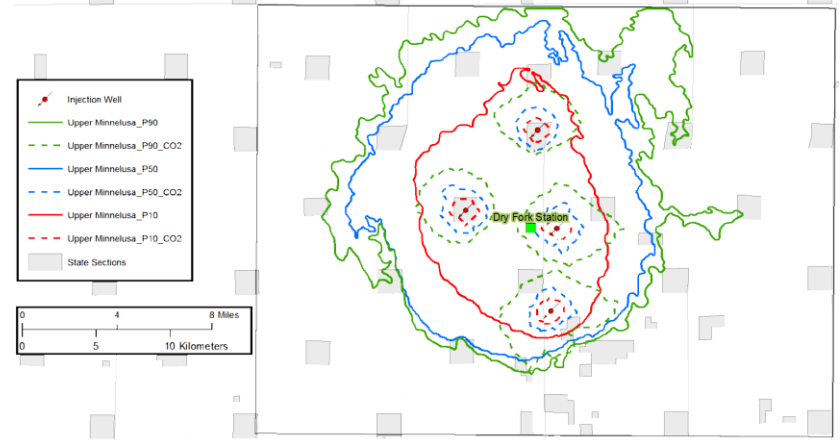 Injection Well
Upper Minnelusa_P90
Upper Minnelusa_P90_CO2
Upper Minnelusa_P50
Upper Minnelusa_P50_CO2
Upper Minnelusa_P10
Upper Minnelusa_P10_CO2
State Sections
0 4 8 Miles
0 5 10 Kilometers
Dry Fork Station